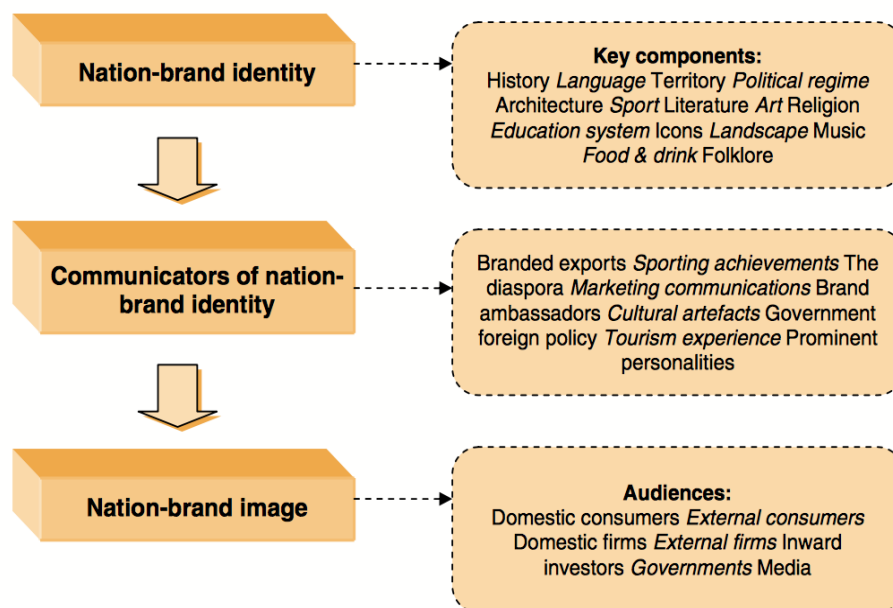 Nation-brand identity
Key components:
History Language Territory Political regime
Architecture Sport Literature Art Religion
Education system Icons Landscape Music
Food & drink Folklore
Communicators of nation-
brand identity
Branded exports Sporting achievements The
diaspora Marketing communications Brand
ambassadors Cultural artefacts Government
foreign policy Tourism experience Prominent
personalities
Nation-brand image
Audiences:
Domestic consumers External consumers
Domestic firms External firms Inward
investors Governments Media